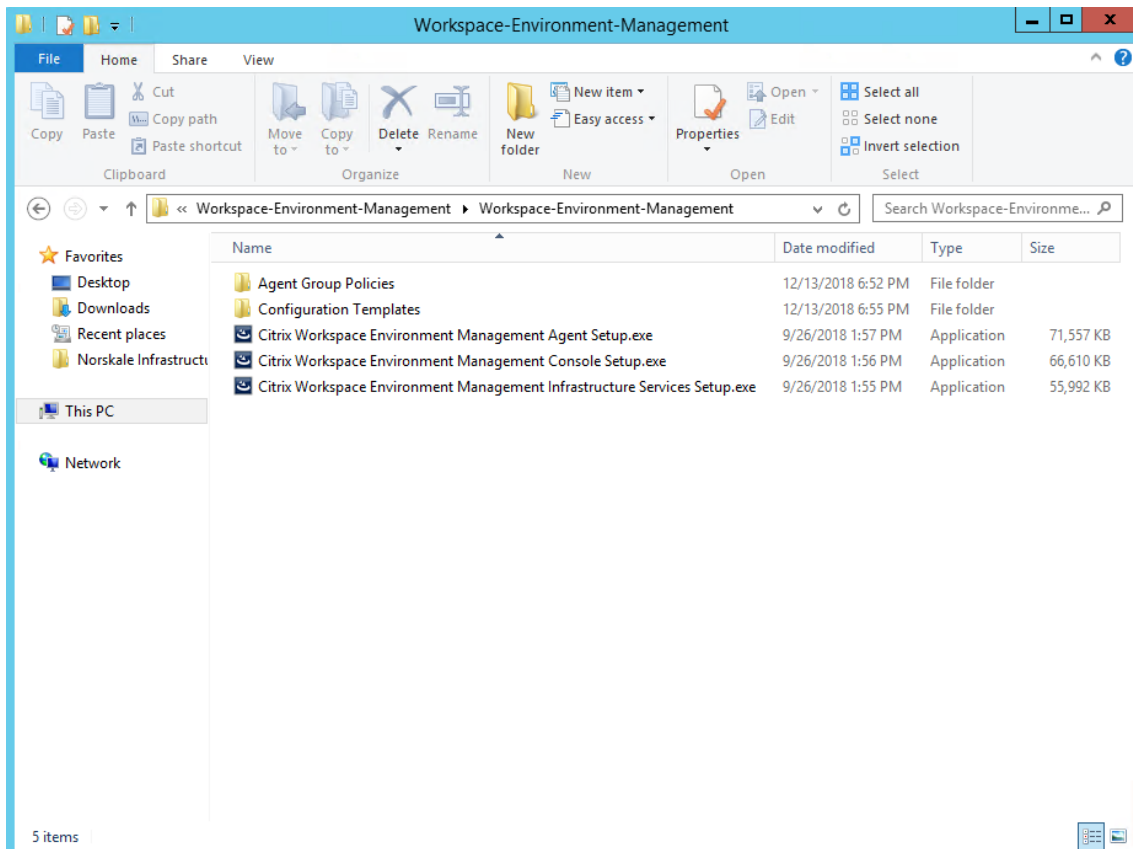 Workspace-Environment-Management
File Home Share View
Copy
Paste
Cut
Copy path
Paste shortcut
Clipboard
Move to
Copy to
Delete
Rename
Organize
New folder
New item
Easy access
New
Properties
Open
Edit
Open
Select all
Select none
Invert selection
Select
« Workspace-Environment-Management Workspace-Environment-Management
Search Workspace-Environme...
Favorites
Desktop
Downloads
Recent places
Norskale Infrastructu
This PC
Network
Name Date modified Type Size
Agent Group Policies 12/13/2018 6:52 PM File folder
Configuration Templates 12/13/2018 6:55 PM File folder
Citrix Workspace Environment Management Agent Setup.exe 9/26/2018 1:57 PM Application 71,557 KB
Citrix Workspace Environment Management Console Setup.exe 9/26/2018 1:56 PM Application 66,610 KB
Citrix Workspace Environment Management Infrastructure Services Setup.exe 9/26/2018 1:55 PM Application 55,992 KB
5 items